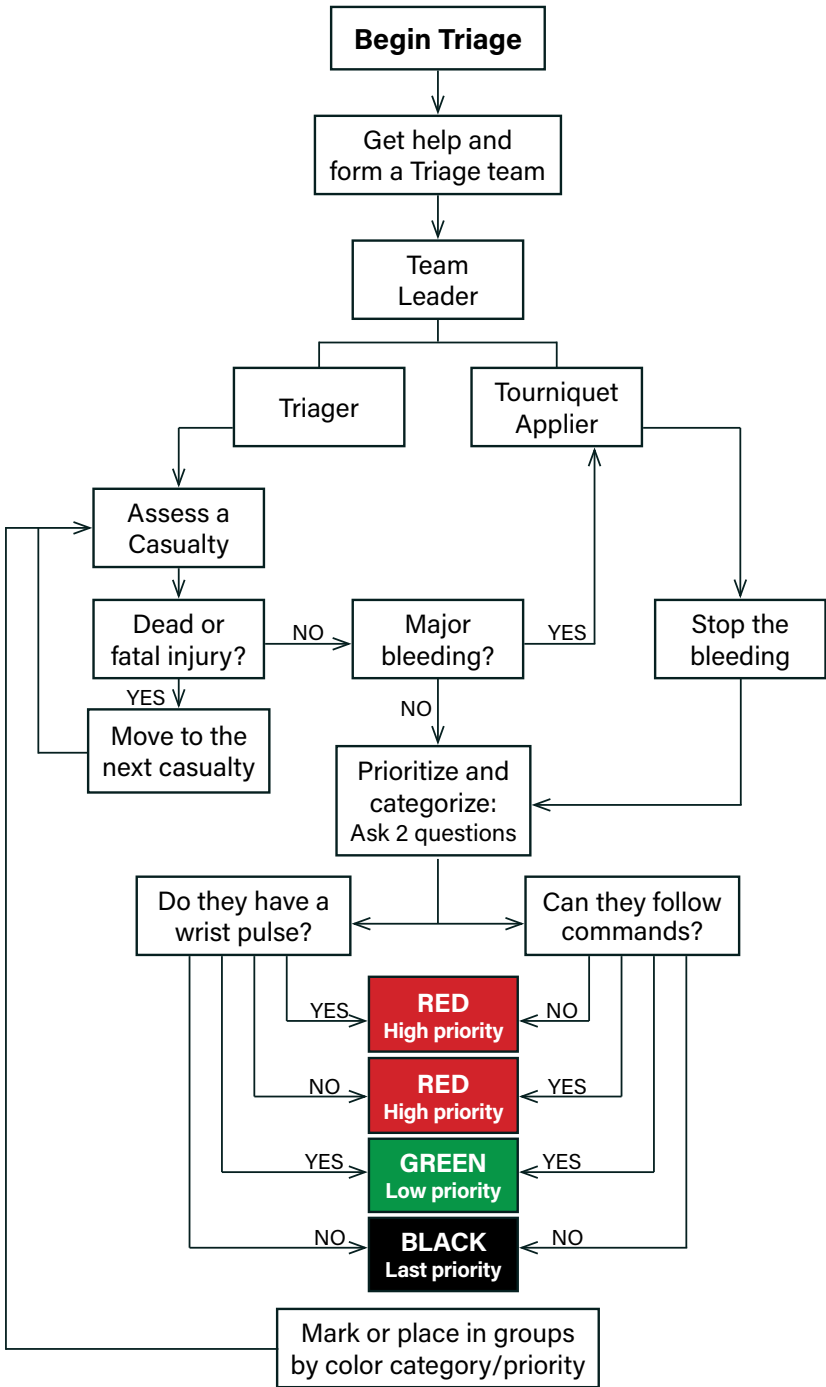 Begin Triage
Get help and
form a Triage team
Team
Leader
Triager
Tourniquet
Applier
Assess a
Casualty
Dead or
fatal injury?
NO
Major
bleeding?
YES
Stop the
bleeding
YES
Move to the
next casualty
NO
Prioritize and
categorize:
Ask 2 questions
Do they have a
wrist pulse?
Can they follow
commands?
YES
RED
High priority
NO
NO
RED
High priority
YES
YES
GREEN
Low priority
YES
NO
BLACK
Last priority
NO
Mark or place in groups
by color category/priority